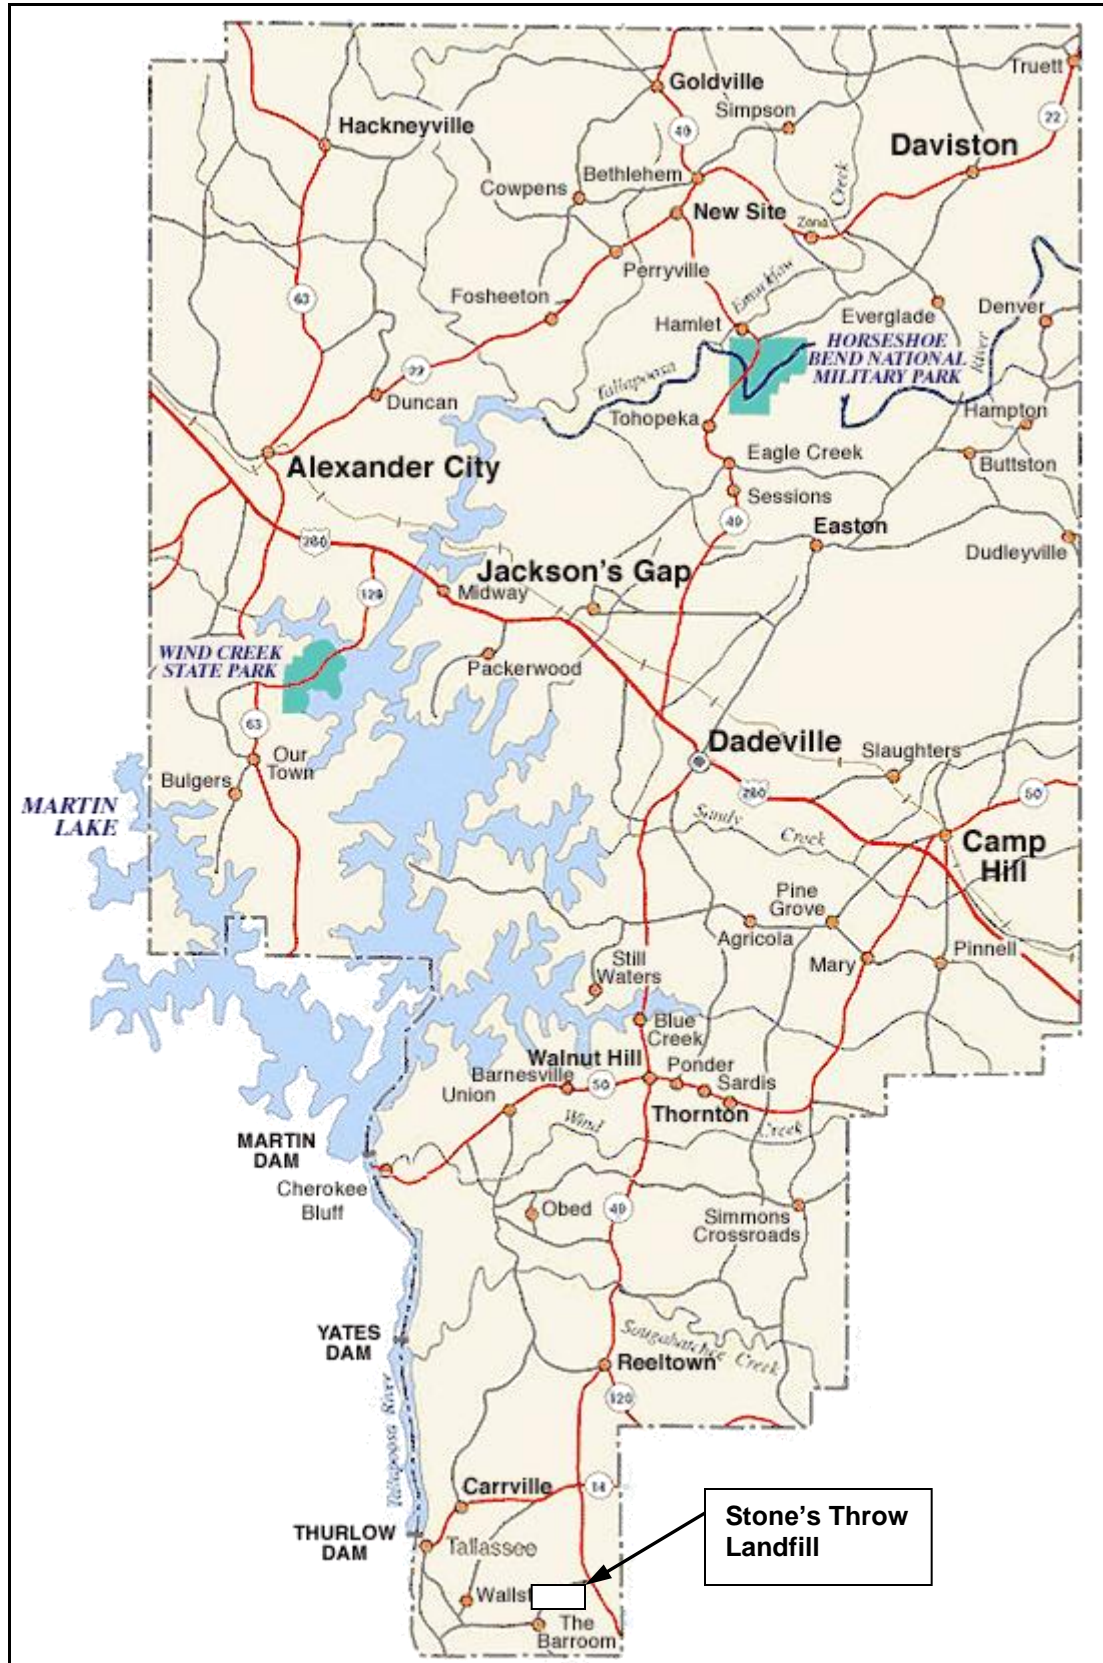 Truett
Goldville
Simpson
22
Hackneyville
49
Daviston
Bethlehem
Creek
Cowpens
New Site
Zana
Perryville
Emuckfaw
63
Fosheeton
Everglade
Denver
Hamlet
HORSESHOE
BEND NATIONAL
MILITARY PARK
River
22
Tallapoosa
Duncan
Tohopeka
Hampton
Eagle Creek
Buttston
Alexander City
Sessions
49
Easton
280
Dudleyville
Jackson's Gap
128
Midway
WIND CREEK
STATE PARK
Packerwood
63
Dadeville
Slaughters
Our
Town
Bulgers
280
50
MARTIN
LAKE
Sandy
Creek
Camp
Hill
Pine
Grove
Agricola
Mary
Pinnell
Still
Waters
Blue
Creek
Walnut Hill
Ponder
Barnesville
50
Sardis
Union
Thornton
Wind
Creek
MARTIN
DAM
Cherokee
Bluff
Obed
49
Simmons
Crossroads
YATES
DAM
Sougahatchee Creek
Reeltown
120
Tallapoosa River
Carrville
14
Stone's Throw
Landfill
THURLOW
DAM
Tallassee
Walls
The
Barroom